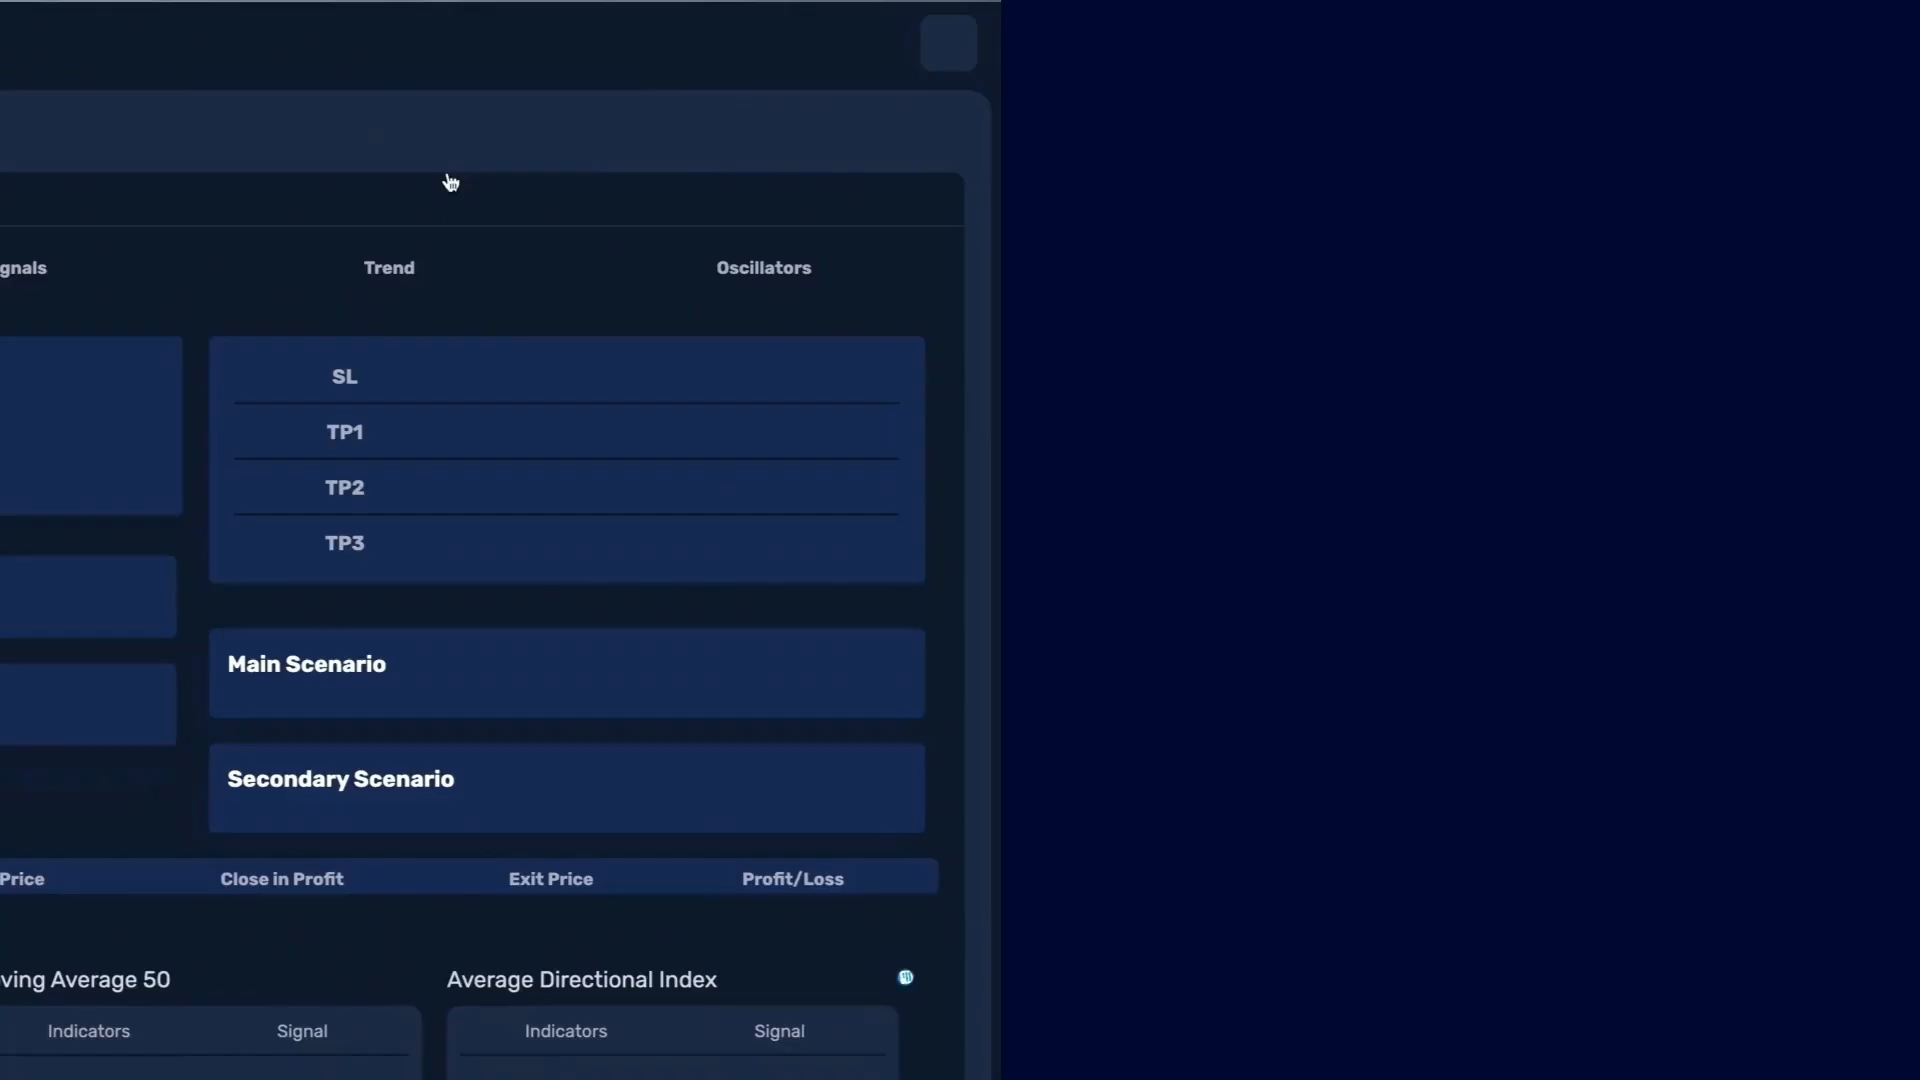 gnals Trend Oscillators
SL
TP1
TP2
TP3
Main Scenario
Secondary Scenario
Price Close in Profit Exit Price Profit/Loss
ving Average 50 Average Directional Index
Indicators Signal Indicators Signal